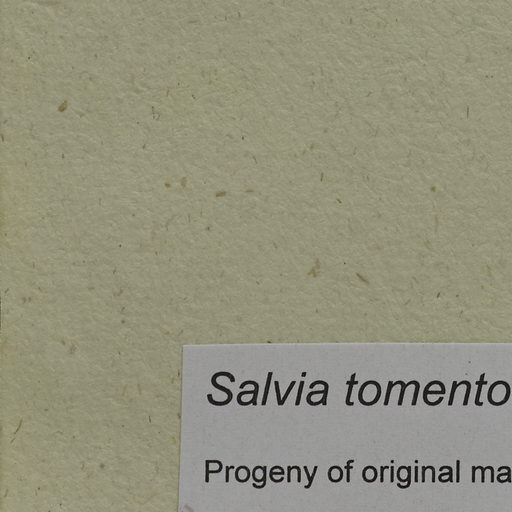 Salvia tomento
Progeny of original ma